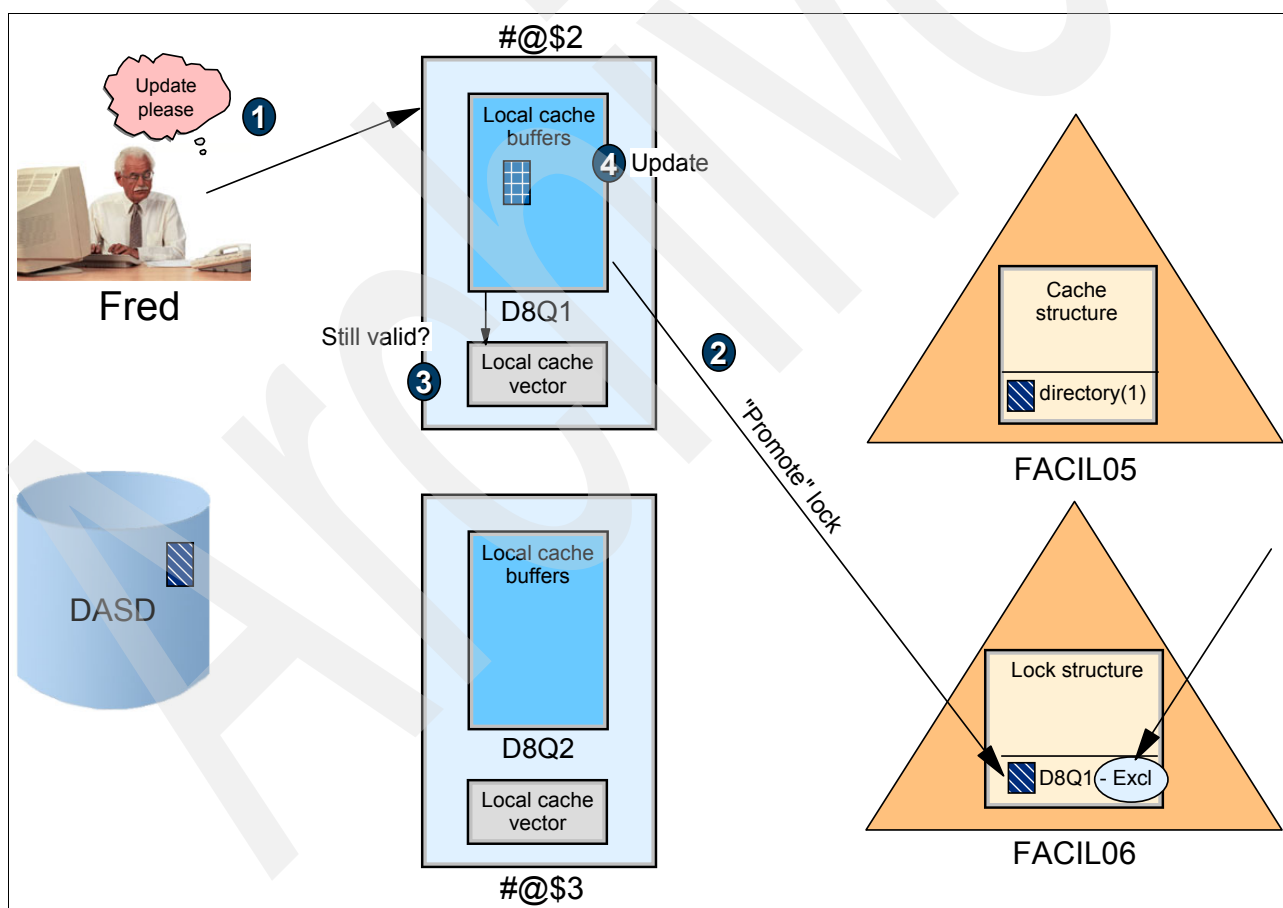 #@$2
Update
please
1
Local cache
buffers
4 Update
Fred
D8Q1
Still valid?
3
Local cache
vector
2
"Promote" lock
Cache
structure
directory(1)
FACIL05
DASD
Local cache
buffers
D8Q2
Local cache
vector
#@$3
Lock structure
D8Q1 - Excl
FACIL06